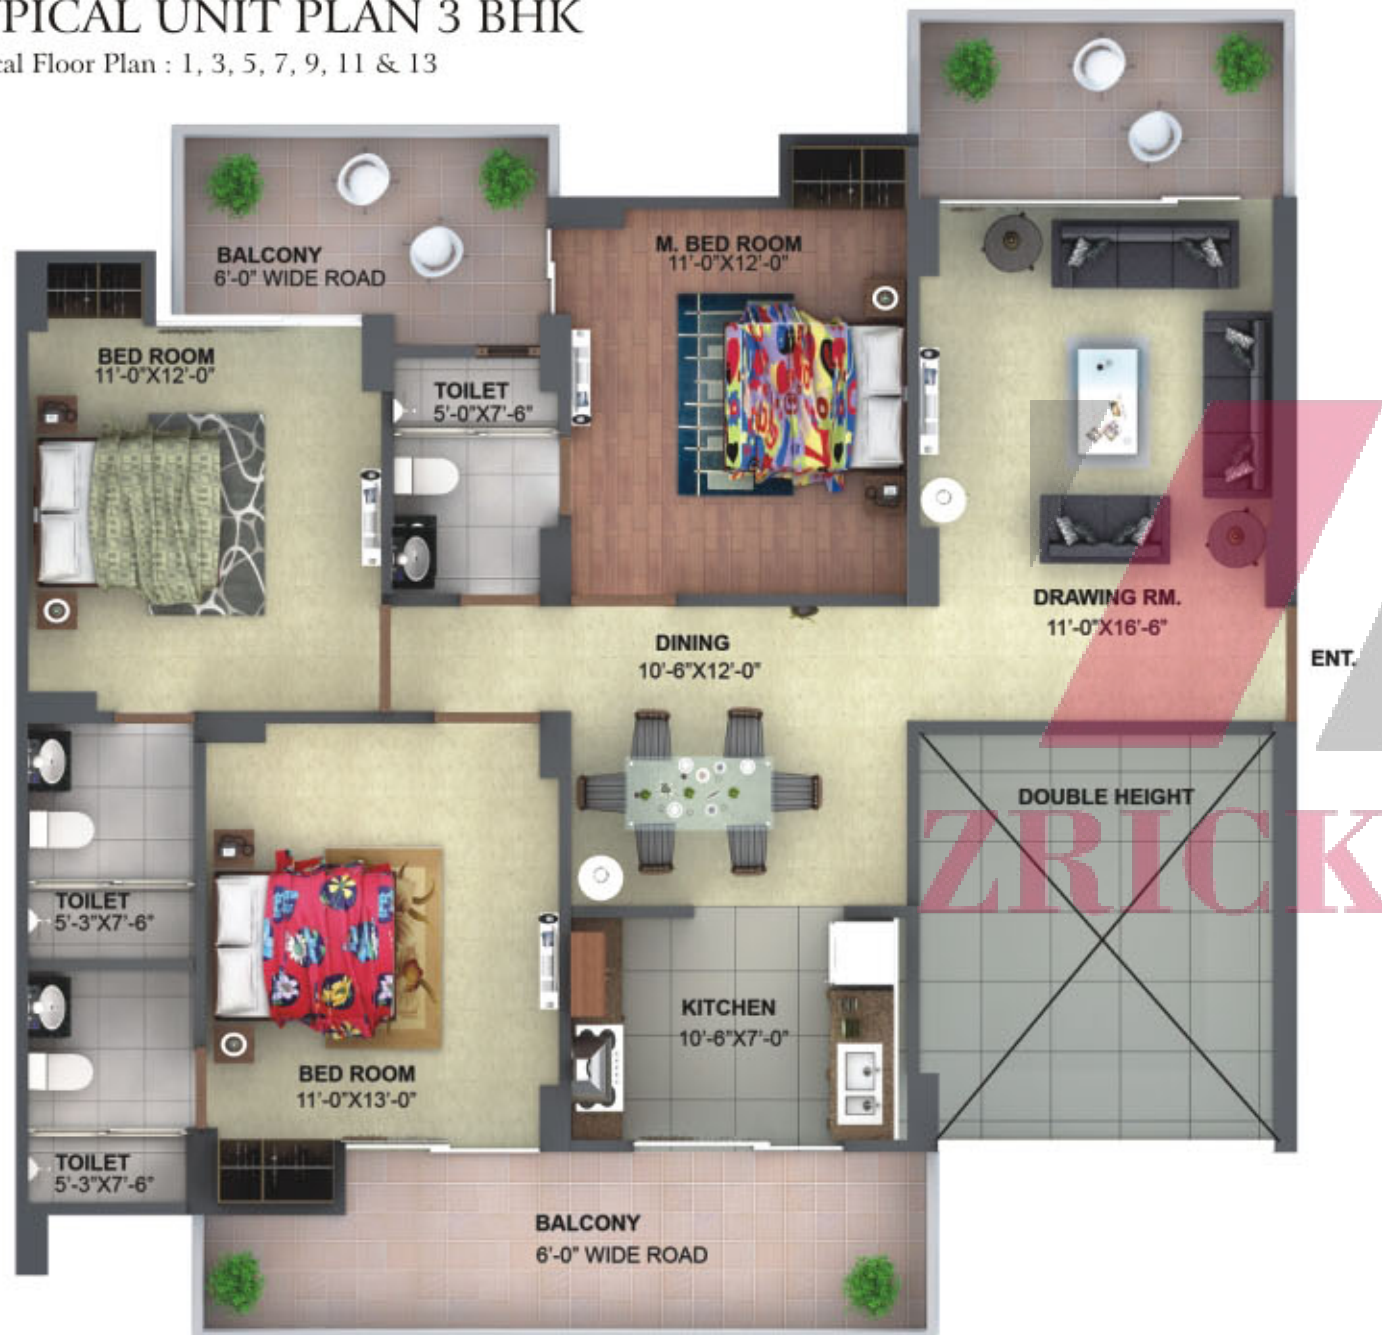 PICAL UNIT PLAN 3 BHK
cal Floor Plan : 1, 3, 5, 7, 9, 11 & 13
BALCONY
6'-0" WIDE ROAD
M. BED ROOM
11'-0"X12'-0"
BED ROOM
11'-0"X12'-0"
TOILET
5'-0"X7'-6"
DRAWING RM.
11'-0"X16'-6"
DINING
10'-6"X12'-0"
ENT.
DOUBLE HEIGHT
ZRICK
TOILET
5'-3"X7'-6"
KITCHEN
10'-6"X7'-0"
BED ROOM
11'-0"X13'-0"
TOILET
5'-3"X7'-6"
BALCONY
6'-0" WIDE ROAD